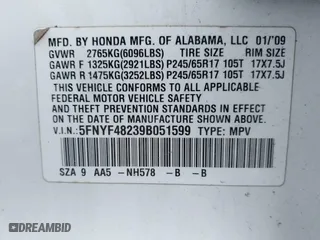 MFD. BY HONDA MFG. OF ALABAMA, LLC 01/'09
GVWR 2765KG(6096LBS) TIRE SIZE RIM SIZE
GAWR F 1325KG(2921LBS) P245/65R17 105T 17X7.5J
GAWR R 1475KG(3252LBS) P245/65R17 105T 17X7.5J
THIS VEHICLE CONFORMS TO ALL APPLICABLE
FEDERAL MOTOR VEHICLE SAFETY, BUMPER,
AND THEFT PREVENTION STANDARDS IN EFFECT ON
THE DATE OF MANUFACTURE SHOWN ABOVE.
V.I.N.: 5FNYF48239B051599 TYPE: MPV
SZA 9 AA5 -NH578 -B -B
DRIVE & BID